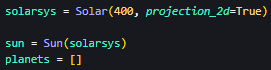 solarsys = Solar(400, projection_2d=True)
sun = Sun(solarsys)
planets = []